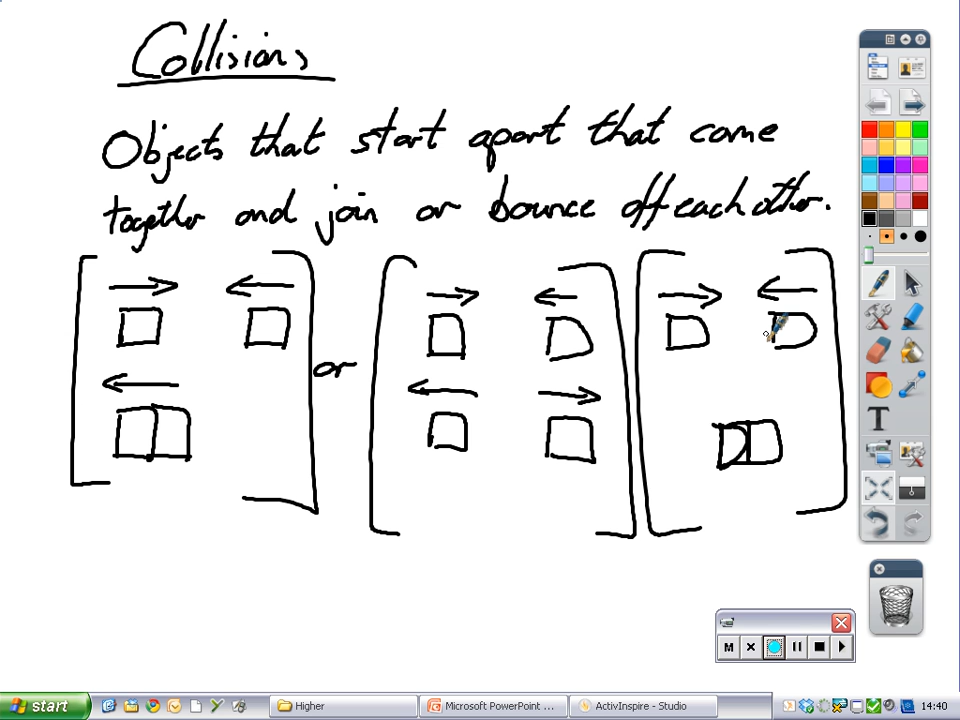 Collisions
Objects that start apart that come
together and join or bounce off each other.
or
T
M
start
Higher
Microsoft PowerPoint ...
ActivInspire - Studio
14:40